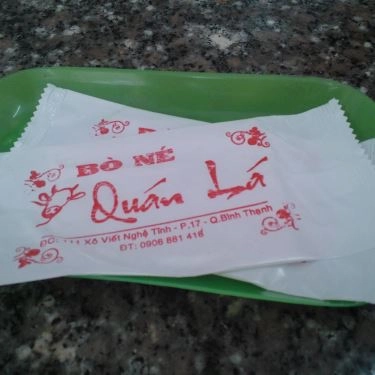 BÒ NÉ
Quán Lá
Xô Viết Nghệ Tĩnh - P.17 - Q.Bình Thạnh
ĐT: 0906 881 418